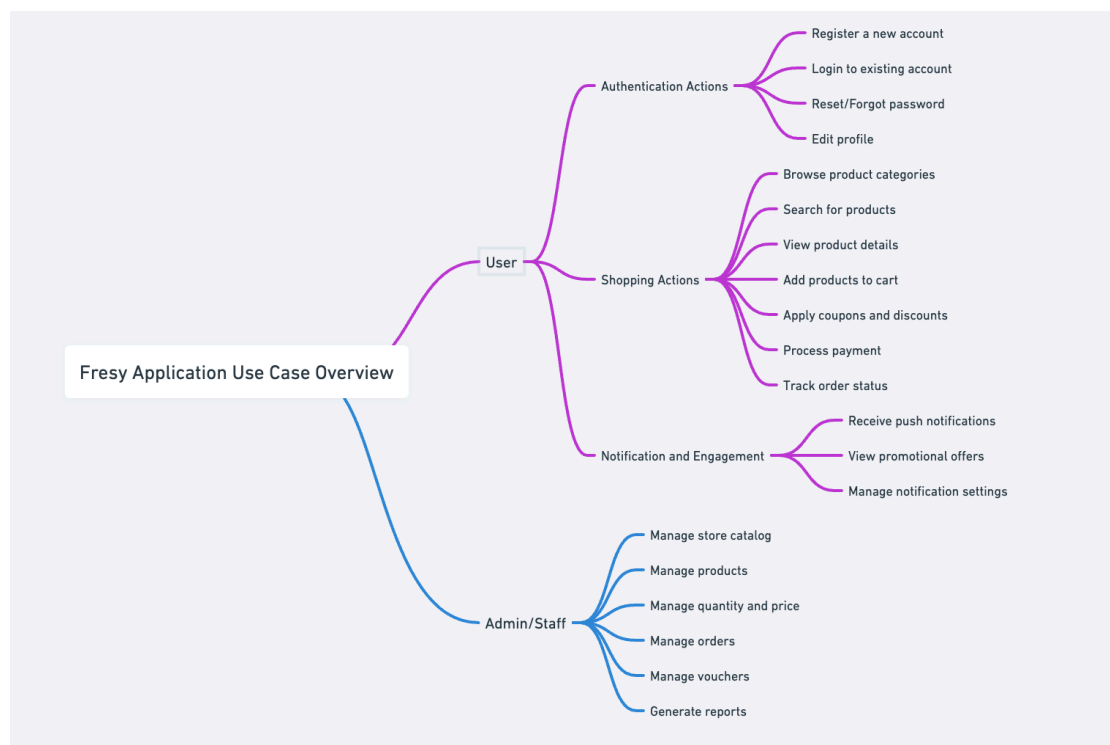 Fresy Application Use Case Overview
User
Authentication Actions
Register a new account
Login to existing account
Reset/Forgot password
Edit profile
Shopping Actions
Browse product categories
Search for products
View product details
Add products to cart
Apply coupons and discounts
Process payment
Track order status
Notification and Engagement
Receive push notifications
View promotional offers
Manage notification settings
Admin/Staff
Manage store catalog
Manage products
Manage quantity and price
Manage orders
Manage vouchers
Generate reports